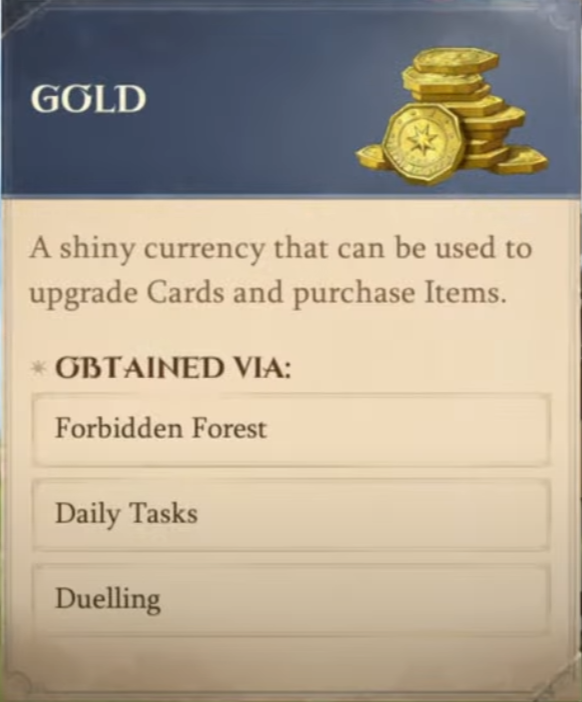 GOLD
A shiny currency that can be used to
upgrade Cards and purchase Items.
OBTAINED VIA:
Forbidden Forest
Daily Tasks
Duelling